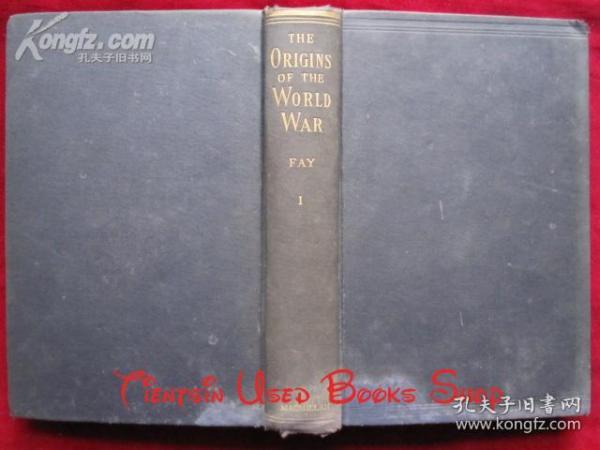 Kongfz.com
孔夫子旧书网
THE
ORIGINS
OF THE
WORLD
WAR
FAY
I
Tientsin Used Books Shop
MACMILLAN
孔夫子旧书网
www.kongfz.com